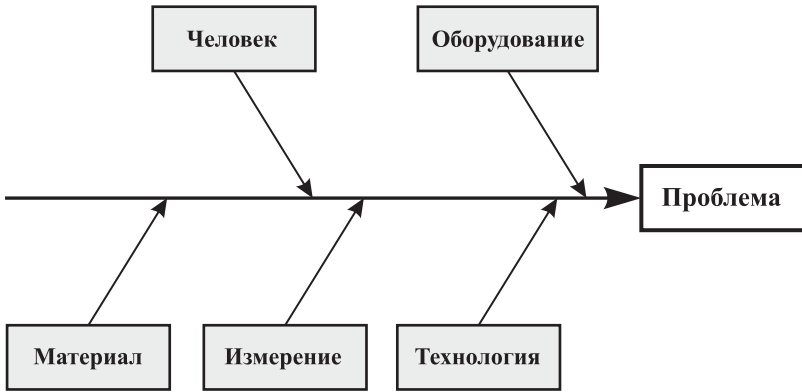 Человек
Оборудование
Проблема
Материал
Измерение
Технология